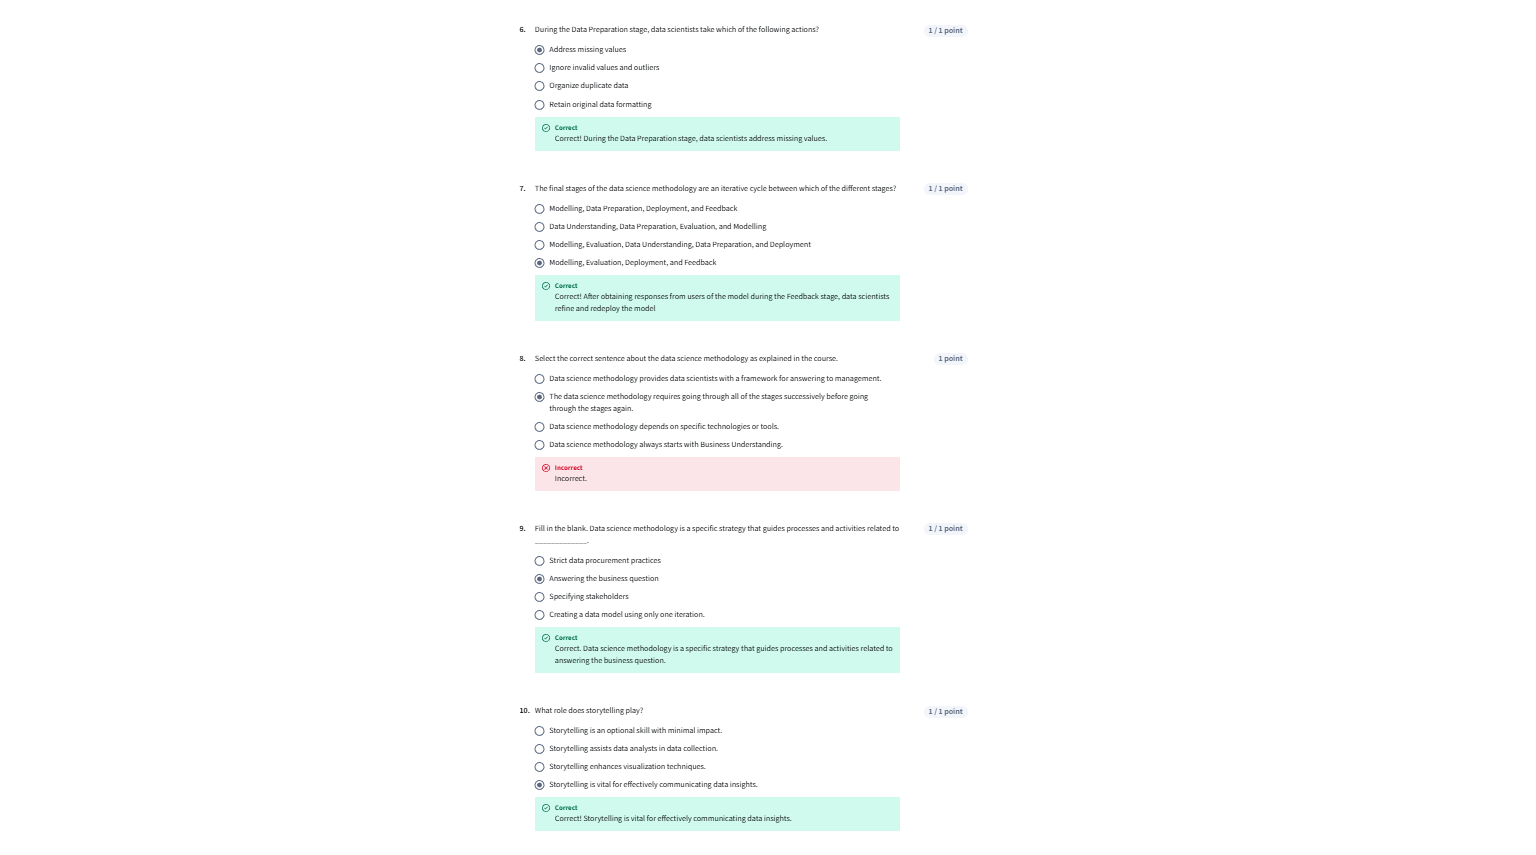 6. During the Data Preparation stage, data scientists take which of the following actions? 1 / 1 point
Address missing values
Ignore invalid values and outliers
Organize duplicate data
Retain original data formatting
Correct
Correct! During the Data Preparation stage, data scientists address missing values.
7. The final stages of the data science methodology are an iterative cycle between which of the different stages? 1 / 1 point
Modelling, Data Preparation, Deployment, and Feedback
Data Understanding, Data Preparation, Evaluation, and Modelling
Modelling, Evaluation, Data Understanding, Data Preparation, and Deployment
Modelling, Evaluation, Deployment, and Feedback
Correct
Correct! After obtaining responses from users of the model during the Feedback stage, data scientists
refine and redeploy the model
8. Select the correct sentence about the data science methodology as explained in the course. 1 point
Data science methodology provides data scientists with a framework for answering to management.
The data science methodology requires going through all of the stages successively before going
through the stages again.
Data science methodology depends on specific technologies or tools.
Data science methodology always starts with Business Understanding.
Incorrect
Incorrect.
9. Fill in the blank. Data science methodology is a specific strategy that guides processes and activities related to 1 / 1 point
_____________.
Strict data procurement practices
Answering the business question
Specifying stakeholders
Creating a data model using only one iteration.
Correct
Correct. Data science methodology is a specific strategy that guides processes and activities related to
answering the business question.
10. What role does storytelling play? 1 / 1 point
Storytelling is an optional skill with minimal impact.
Storytelling assists data analysts in data collection.
Storytelling enhances visualization techniques.
Storytelling is vital for effectively communicating data insights.
Correct
Correct! Storytelling is vital for effectively communicating data insights.